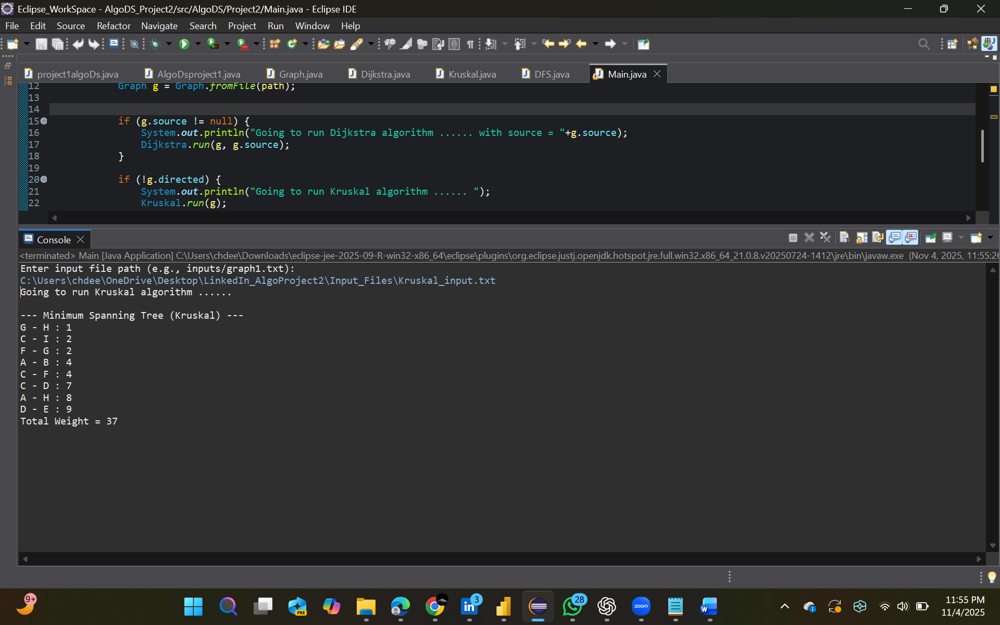 Eclipse_WorkSpace - AlgoDS_Project2/src/AlgoDS/Project2/Main.java - Eclipse IDE
File Edit Source Refactor Navigate Search Project Run Window Help
project1algoDs.java AlgoDsproject1.java Graph.java Dijkstra.java Kruskal.java DFS.java Main.java
12 Graph g = Graph.fromFile(path);
13
14
15 if (g.source != null) {
16 System.out.println("Going to run Dijkstra algorithm ...... with source = "+g.source);
17 Dijkstra.run(g, g.source);
18 }
19
20 if (!g.directed) {
21 System.out.println("Going to run Kruskal algorithm ...... ");
22 Kruskal.run(g);
Console
<terminated> Main [Java Application] C:\Users\chdee\Downloads\eclipse-jee-2025-09-R-win32-x86_64\eclipse\plugins\org.eclipse.justj.openjdk.hotspot.jre.full.win32.x86_64_21.0.8.v20250724-1412\jre\bin\javaw.exe (Nov 4, 2025, 11:55:26
Enter input file path (e.g., inputs/graph1.txt):
C:\Users\chdee\OneDrive\Desktop\LinkedIn_AlgoProject2\Input_Files\Kruskal_input.txt
Going to run Kruskal algorithm ......
--- Minimum Spanning Tree (Kruskal) ---
G - H : 1
C - I : 2
F - G : 2
A - B : 4
C - F : 4
C - D : 7
A - H : 8
D - E : 9
Total Weight = 37
9+
PRE
in 3
28
zoom
W
11:55 PM
11/4/2025